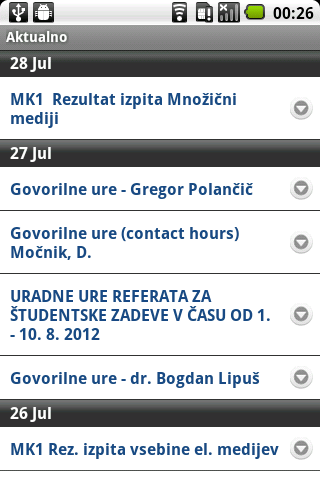 00:26
Aktualno
28 Jul
MK1  Rezultat izpita Množični
mediji
27 Jul
Govorilne ure - Gregor Polančič
Govorilne ure (contact hours)
Močnik, D.
URADNE URE REFERATA ZA
ŠTUDENTSKE ZADEVE V ČASU OD 1.
- 10. 8. 2012
Govorilne ure - dr. Bogdan Lipuš
26 Jul
MK1 Rez. izpita vsebine el. medijev